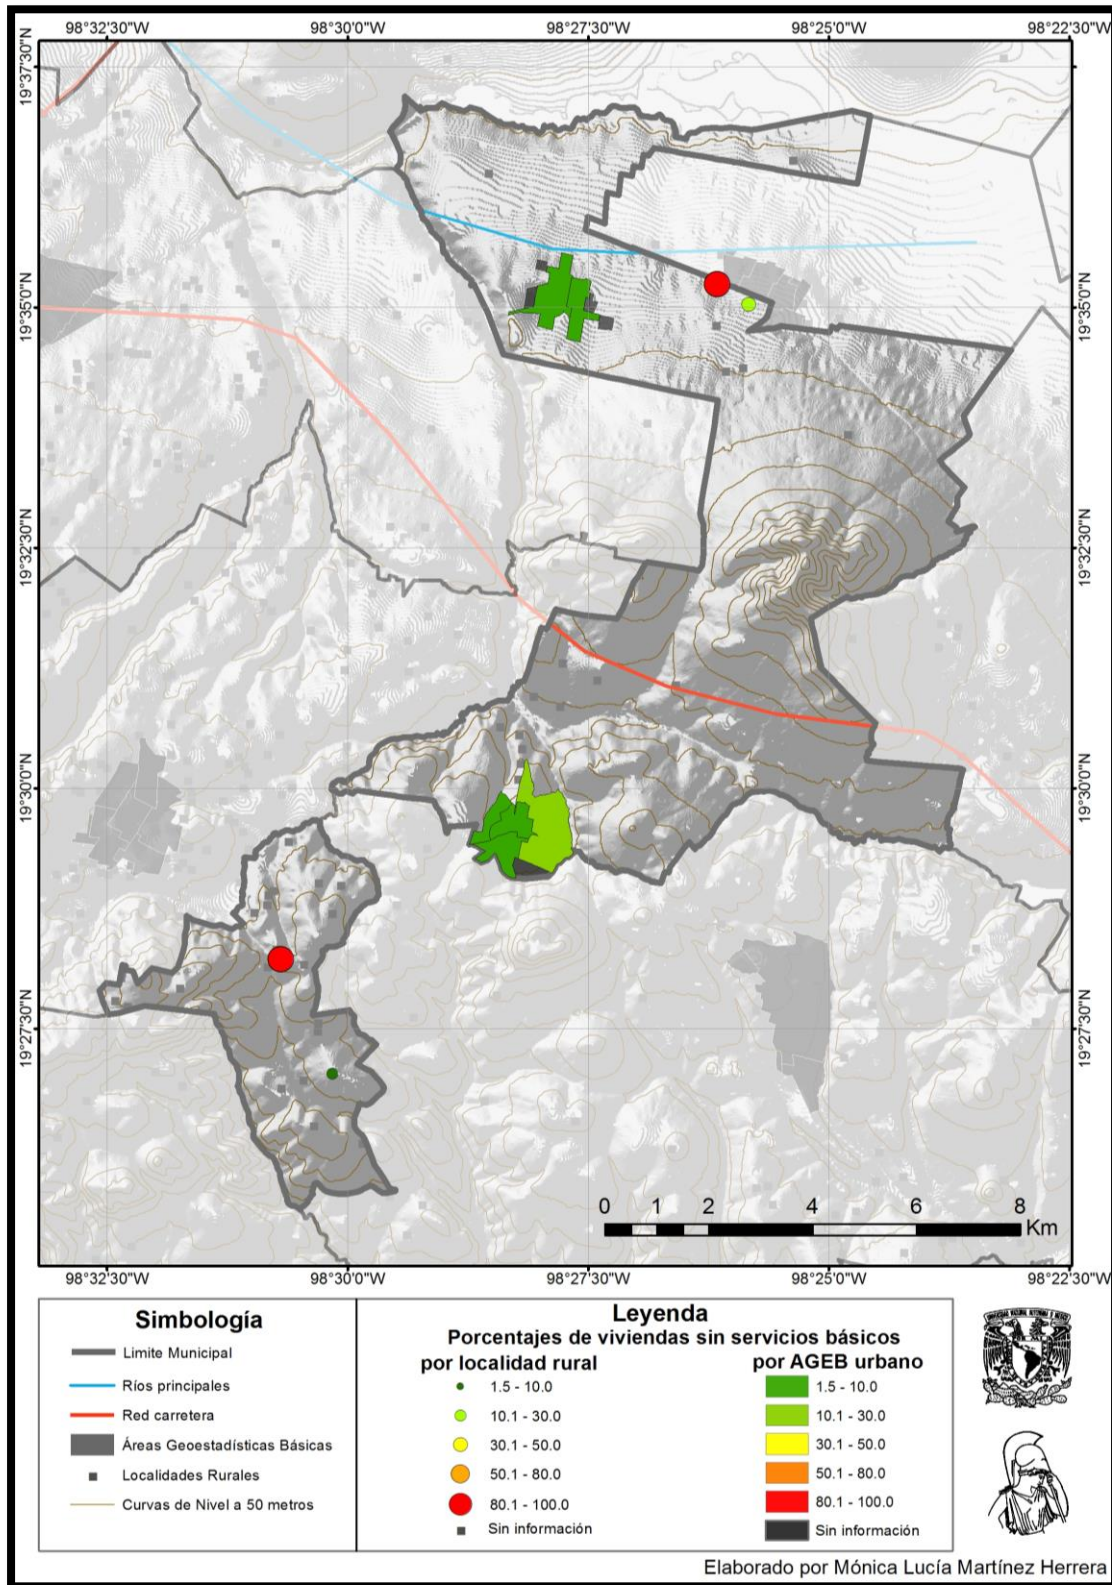 98°32'30"W 98°30'0"W 98°27'30"W 98°25'0"W 98°22'30"W
19°37'30"N 19°37'30"N
19°35'0"N 19°35'0"N
19°32'30"N 19°32'30"N
19°30'0"N 19°30'0"N
19°27'30"N 19°27'30"N
0 1 2 4 6 8
Km
98°32'30"W 98°30'0"W 98°27'30"W 98°25'0"W 98°22'30"W
Simbología
Limite Municipal
Ríos principales
Red carretera
Áreas Geoestadísticas Básicas
Localidades Rurales
Curvas de Nivel a 50 metros
Leyenda
Porcentajes de viviendas sin servicios básicos
por localidad rural
1.5 - 10.0
10.1 - 30.0
30.1 - 50.0
50.1 - 80.0
80.1 - 100.0
Sin información
por AGEB urbano
1.5 - 10.0
10.1 - 30.0
30.1 - 50.0
50.1 - 80.0
80.1 - 100.0
Sin información
Elaborado por Mónica Lucía Martínez Herrera